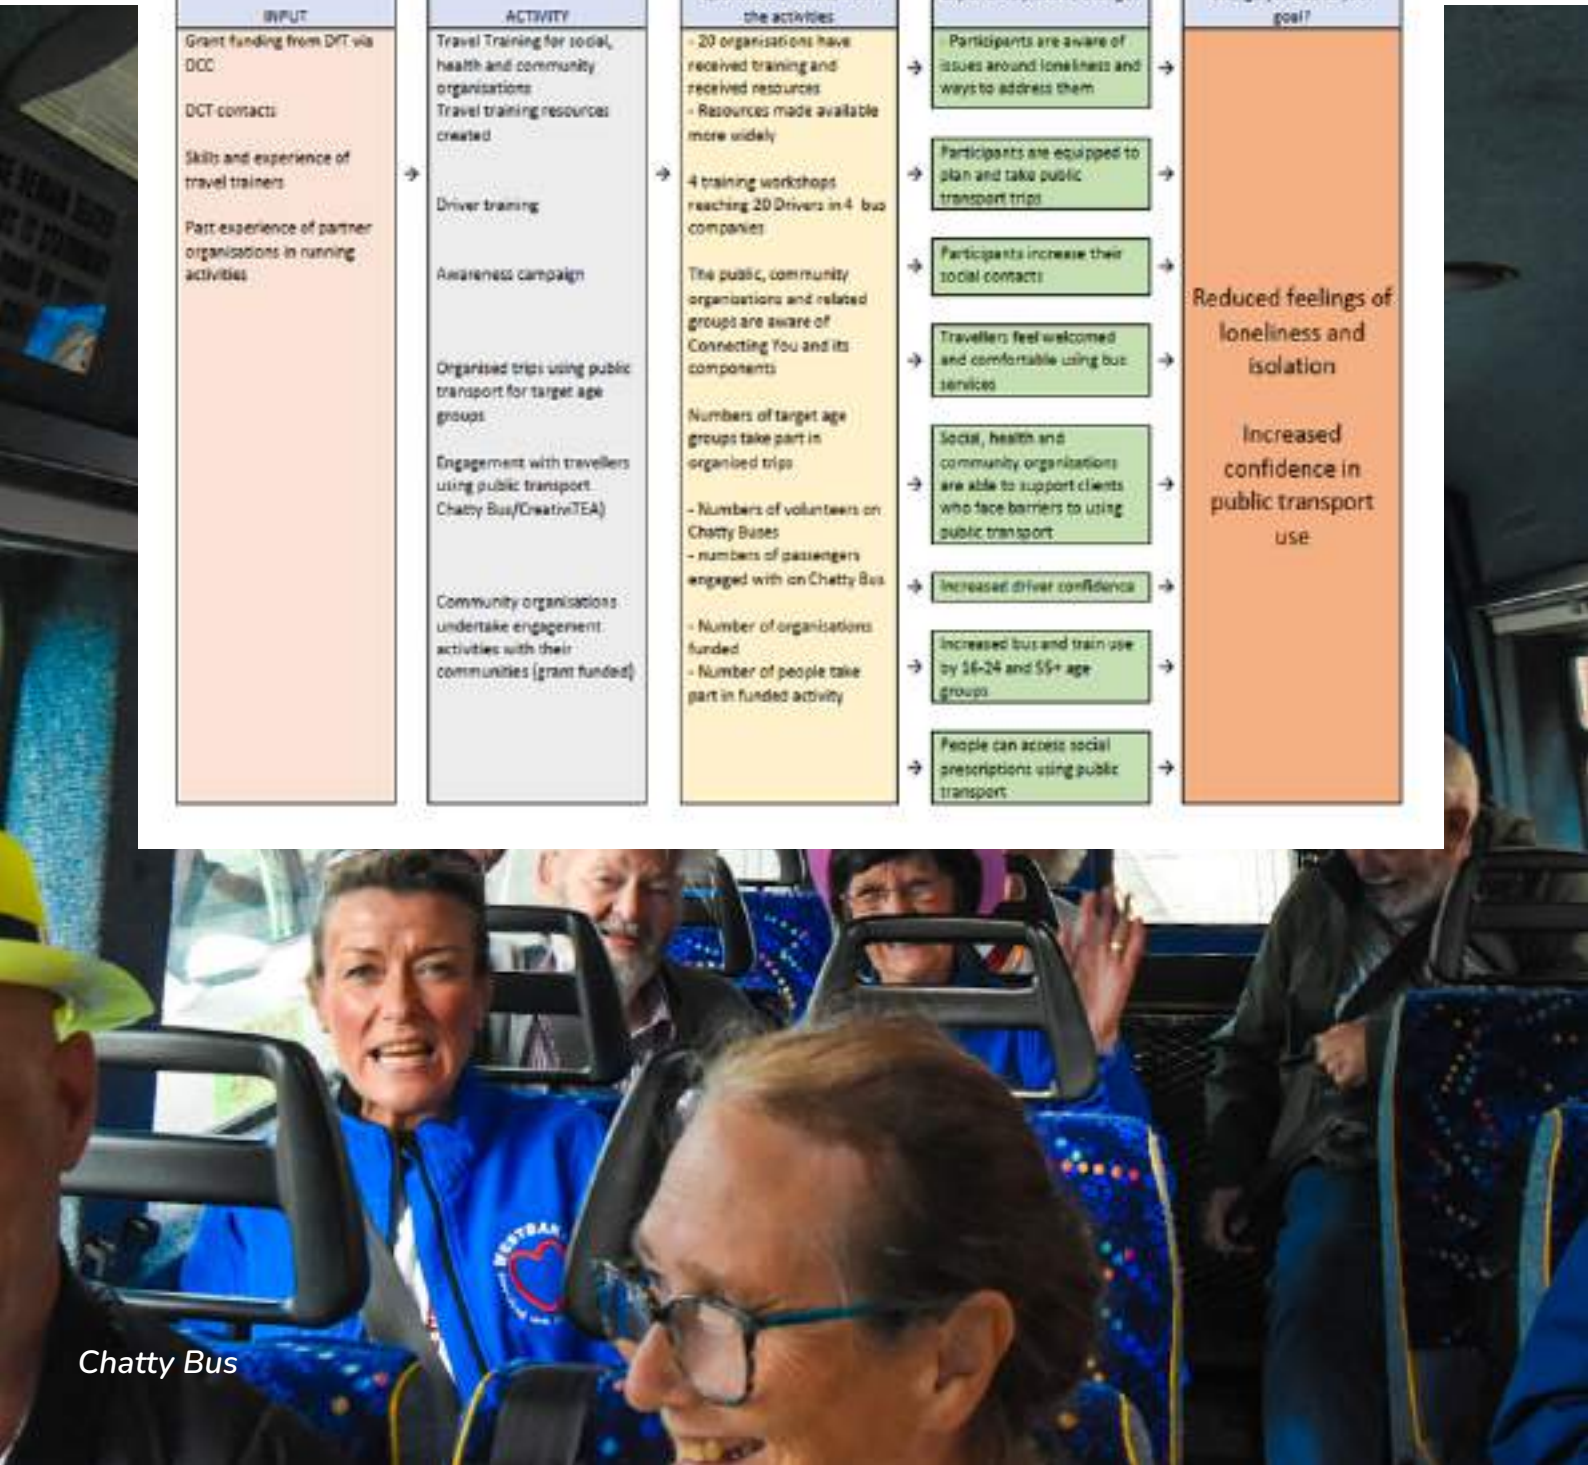 INPUT
Grant funding from DfT via
DCC
DCT contacts
Skills and experience of
travel trainers
Past experience of partner
organisations in running
activities
ACTIVITY
Travel Training for social,
health and community
organisations
Travel training resources
created
Driver training
Awareness campaign
Organised trips using public
transport for target age
groups
Engagement with travellers
using public transport
Chatty Bus/CreativiTEA)
Community organisations
undertake engagement
activities with their
communities (grant funded)
the activities
- 20 organisations have
received training and
received resources
- Resources made available
more widely
4 training workshops
reaching 20 Drivers in 4 bus
companies
The public, community
organisations and related
groups are aware of
Connecting You and its
components
Numbers of target age
groups take part in
organised trips
- Numbers of volunteers on
Chatty Buses
- numbers of passengers
engaged with on Chatty Bus
- Number of organisations
funded
- Number of people take
part in funded activity
- Participants are aware of
issues around loneliness and
ways to address them
Participants are equipped to
plan and take public
transport trips
Participants increase their
social contacts
Travellers feel welcomed
and comfortable using bus
services
Social, health and
community organisations
are able to support clients
who face barriers to using
public transport
Increased driver confidence
Increased bus and train use
by 16-24 and 55+ age
groups
People can access social
prescriptions using public
transport
goal?
Reduced feelings of
loneliness and
isolation
Increased
confidence in
public transport
use
Chatty Bus